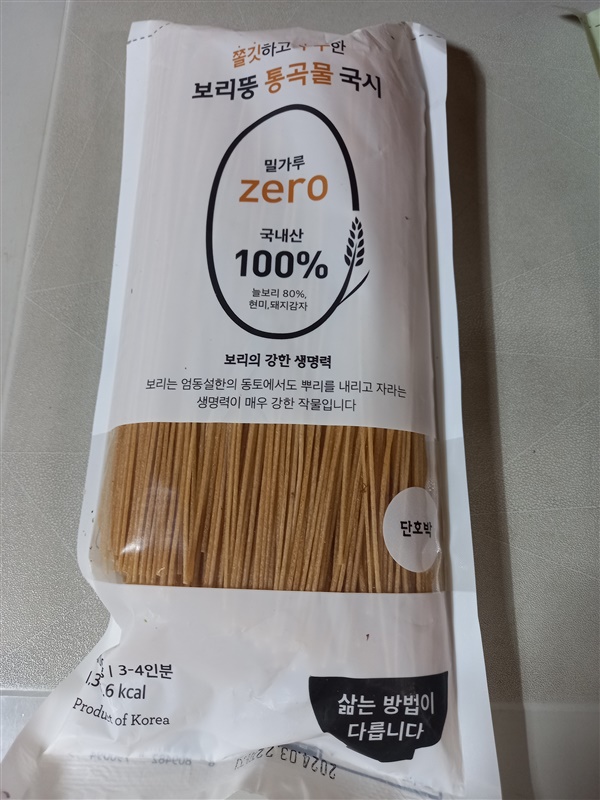 쫄깃하고 한
보리뚱 통곡물 국시
밀가루
zero
국내산
100%
늘보리 80%,
현미,돼지감자
보리의 강한 생명력
보리는 엄동설한의 동토에서도 뿌리를 내리고 자라는
생명력이 매우 강한 작물입니다
단호박
3-4인분
.6 kcal
Product of Korea
삶는 방법이
다릅니다